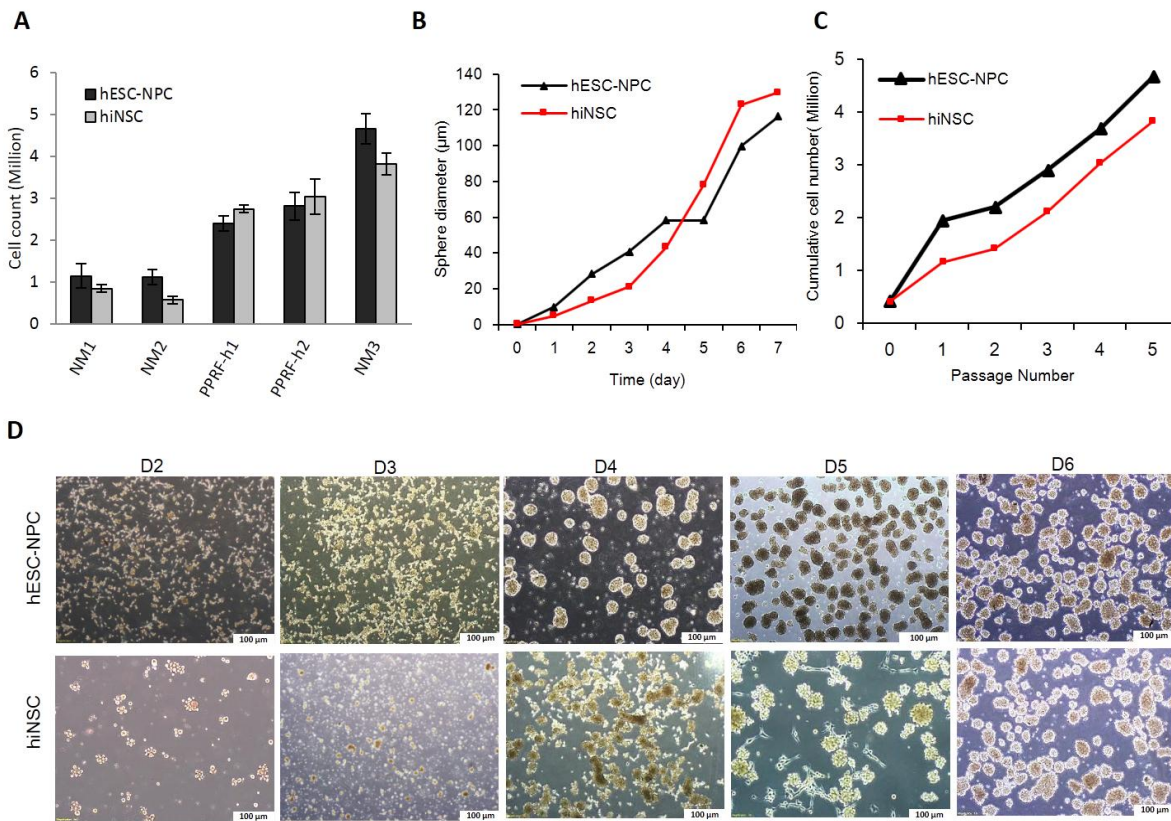 A
B
C
Cell count (Million)
6
5
4
3
2
1
0
hESC-NPC
hiNSC
NM1
NM2
PPRF-h1
PPRF-h2
NM3
Sphere diameter (µm)
140
120
100
80
60
40
20
0
hESC-NPC
hiNSC
0 1 2 3 4 5 6 7
Time (day)
Cumulative cell number( Million)
5
4
3
2
1
0
hESC-NPC
hiNSC
0 1 2 3 4 5
Passage Number
D
D2 D3 D4 D5 D6
hESC-NPC
100 µm 100 µm 100 µm 100 µm 100 µm
hiNSC
100 µm 100 µm 100 µm 100 µm 100 µm